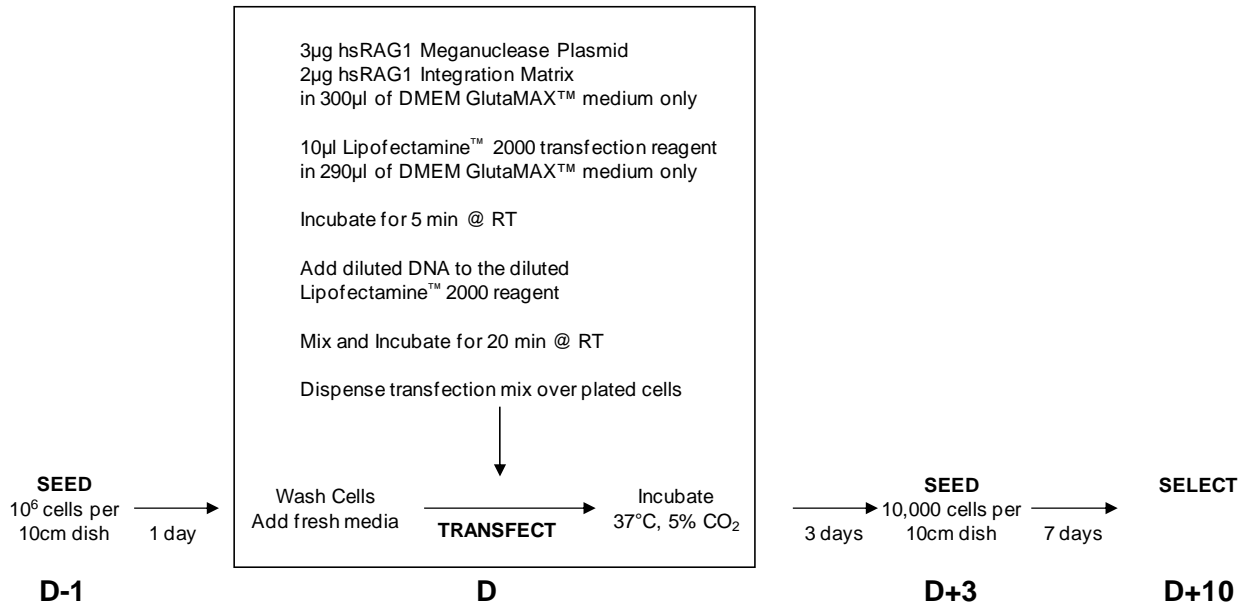 3µg hsRAG1 Meganuclease Plasmid
2µg hsRAG1 Integration Matrix
in 300µl of DMEM GlutaMAX™ medium only
10µl Lipofectamine™ 2000 transfection reagent
in 290µl of DMEM GlutaMAX™ medium only
Incubate for 5 min @ RT
Add diluted DNA to the diluted
Lipofectamine™ 2000 reagent
Mix and Incubate for 20 min @ RT
Dispense transfection mix over plated cells
SEED
10⁶ cells per
10cm dish
1 day
Wash Cells
Add fresh media
TRANSFECT
Incubate
37°C, 5% CO₂
3 days
SEED
10,000 cells per
10cm dish
7 days
SELECT
D-1
D
D+3
D+10